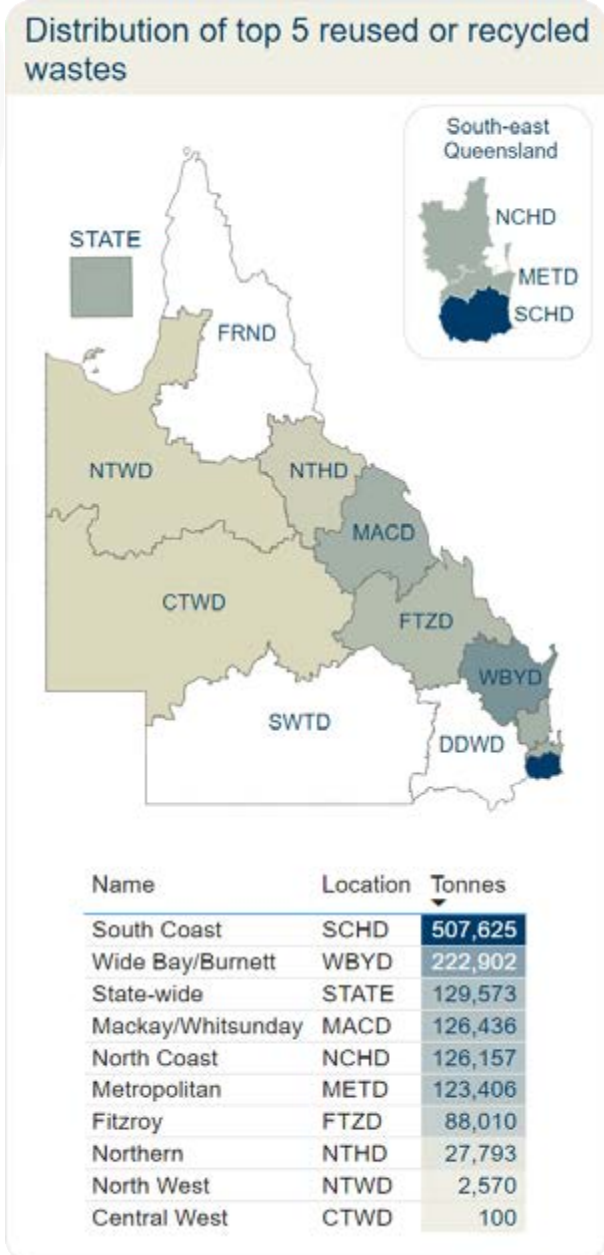 Distribution of top 5 reused or recycled
wastes
South-east
Queensland
NCHD
METD
SCHD
STATE
FRND
NTWD
NTHD
MACD
CTWD
FTZD
WBYD
SWTD
DDWD
Name Location Tonnes
South Coast SCHD 507,625
Wide Bay/Burnett WBYD 222,902
State-wide STATE 129,573
Mackay/Whitsunday MACD 126,436
North Coast NCHD 126,157
Metropolitan METD 123,406
Fitzroy FTZD 88,010
Northern NTHD 27,793
North West NTWD 2,570
Central West CTWD 100